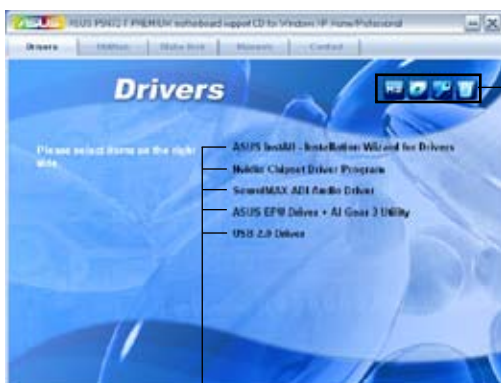 ASUS P5N72-T PREMIUM motherboard support CD for Windows XP Home/Professional
Drivers Utilities Make Disk Manuals Contact
Drivers
Please select items on the right side.
ASUS InstAll - Installation Wizard for Drivers
Nvidia Chipset Driver Program
SoundMAX ADI Audio Driver
ASUS EPU Driver + AI Gear 3 Utility
USB 2.0 Driver